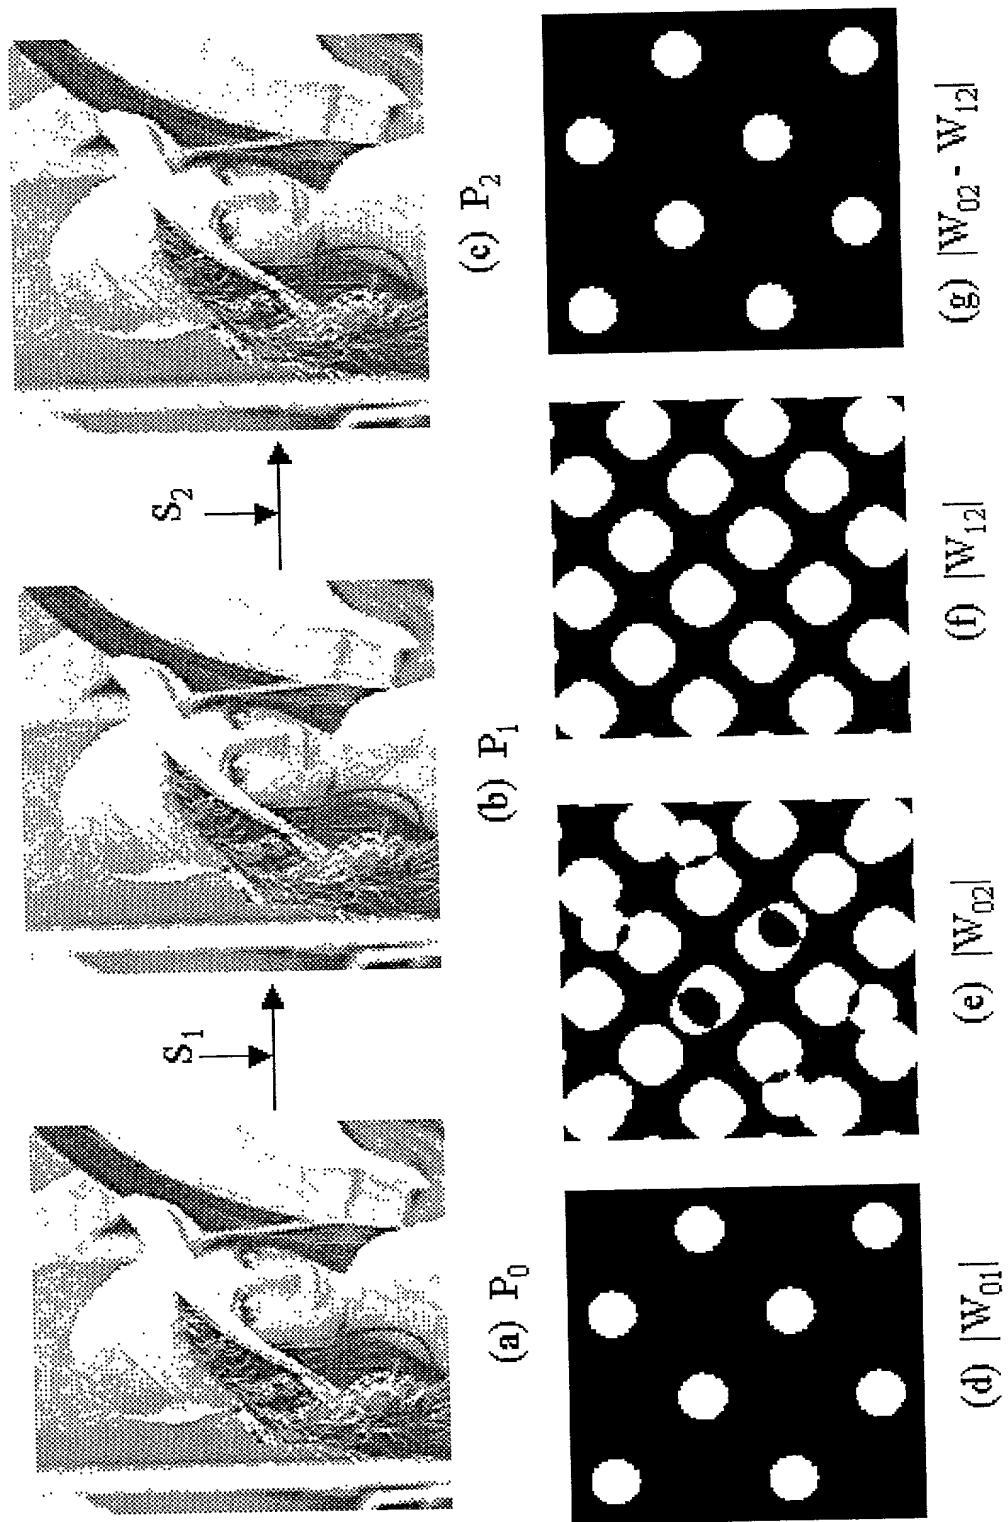 S₁
S₂
(a) P₀
(b) P₁
(c) P₂
(d) |W₀₁|
(e) |W₀₂|
(f) |W₁₂|
(g) |W₀₂ - W₁₂|